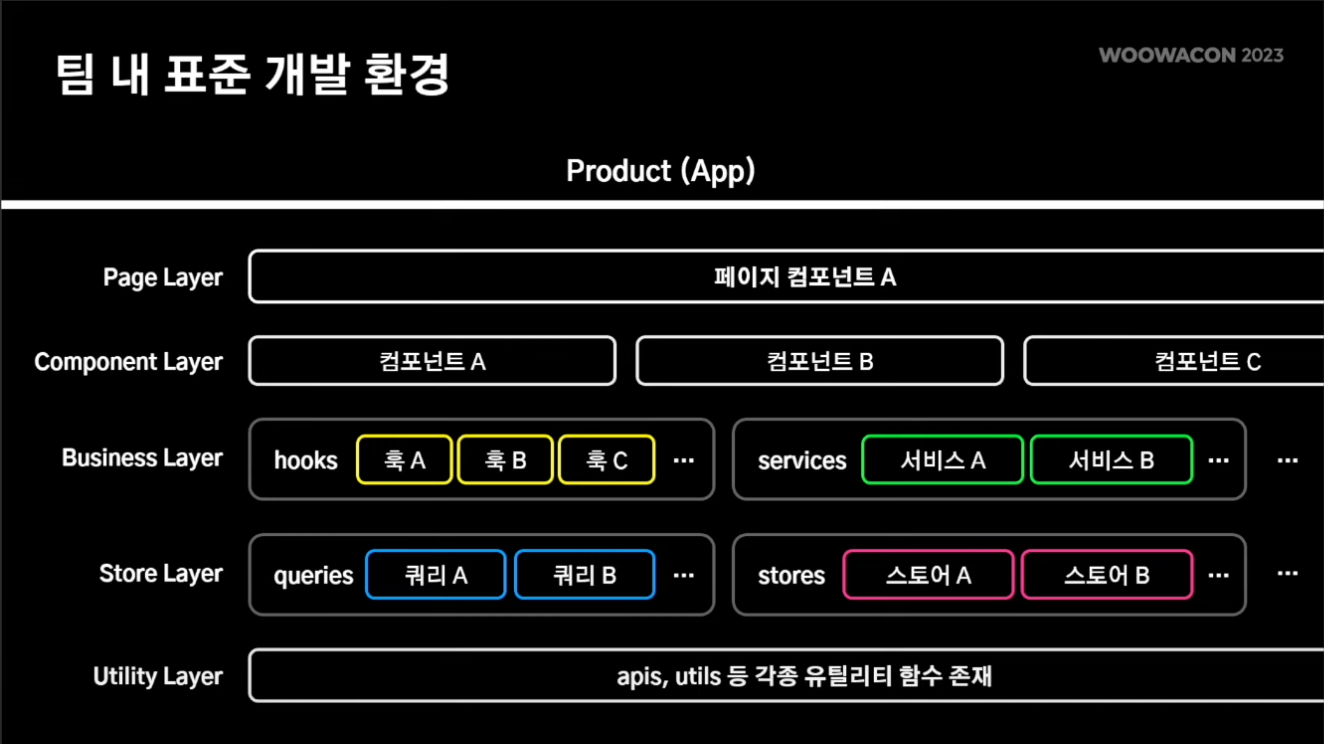 팀 내 표준 개발 환경
WOOWACON 2023
Product (App)
Page Layer
페이지 컴포넌트 A
Component Layer
컴포넌트 A
컴포넌트 B
컴포넌트 C
Business Layer
hooks 훅 A 훅 B 훅 C ···
services 서비스 A 서비스 B ···
···
Store Layer
queries 쿼리 A 쿼리 B ···
stores 스토어 A 스토어 B ···
···
Utility Layer
apis, utils 등 각종 유틸리티 함수 존재